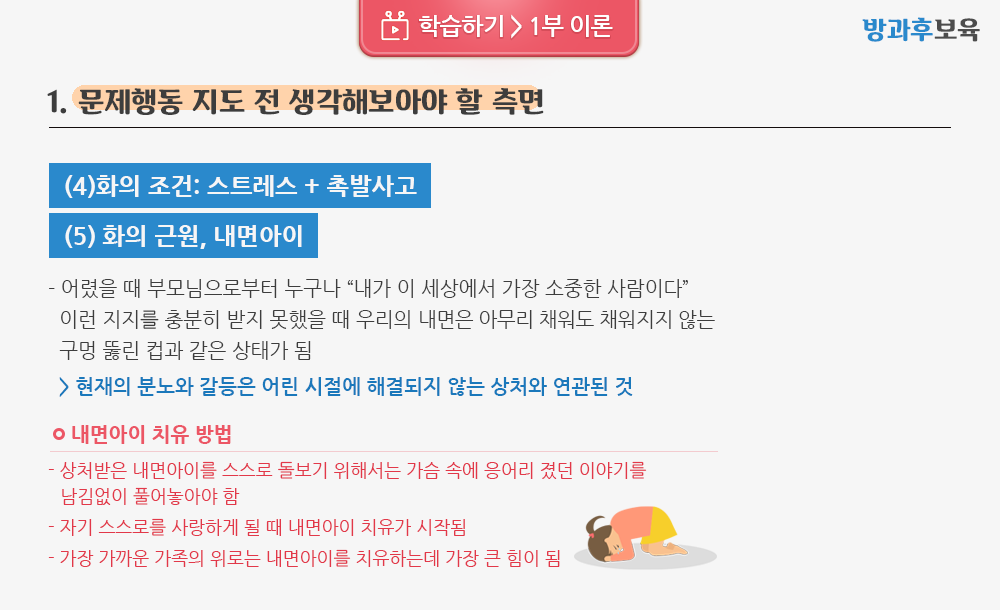 학습하기 > 1부 이론
방과후보육
1. 문제행동 지도 전 생각해보아야 할 측면
(4)화의 조건: 스트레스 + 촉발사고
(5) 화의 근원, 내면아이
- 어렸을 때 부모님으로부터 누구나 “내가 이 세상에서 가장 소중한 사람이다”
이런 지지를 충분히 받지 못했을 때 우리의 내면은 아무리 채워도 채워지지 않는
구멍 뚫린 컵과 같은 상태가 됨
> 현재의 분노와 갈등은 어린 시절에 해결되지 않는 상처와 연관된 것
내면아이 치유 방법
- 상처받은 내면아이를 스스로 돌보기 위해서는 가슴 속에 응어리 졌던 이야기를
남김없이 풀어놓아야 함
- 자기 스스로를 사랑하게 될 때 내면아이 치유가 시작됨
- 가장 가까운 가족의 위로는 내면아이를 치유하는데 가장 큰 힘이 됨